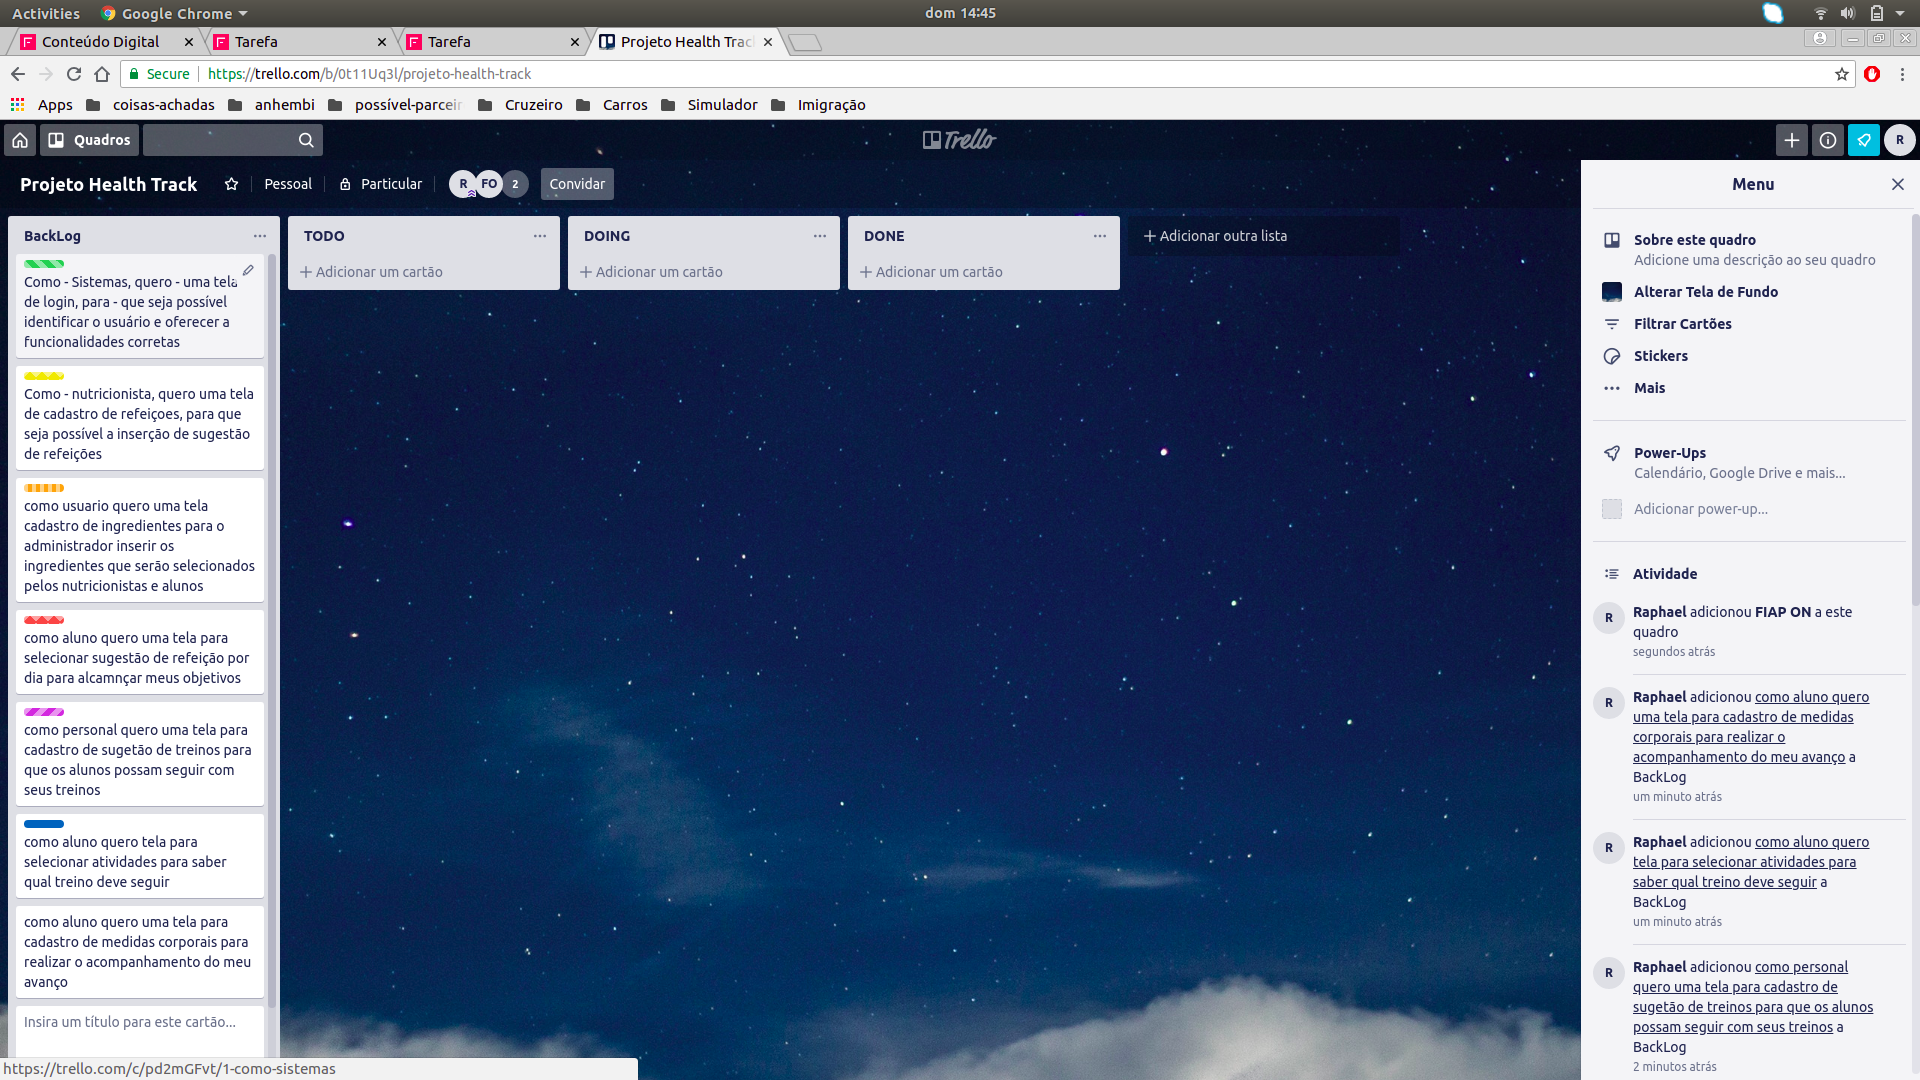 Activities
Google Chrome
dom 14:45
Conteúdo Digital
Tarefa
Tarefa
Projeto Health Trac
Secure
https://trello.com/b/0t11Uq3l/projeto-health-track
Apps
coisas-achadas
anhembi
possível-parceir
Cruzeiro
Carros
Simulador
Imigração
Quadros
Trello
R
Projeto Health Track
Pessoal
Particular
R
FO
2
Convidar
BackLog
Como - Sistemas, quero - uma tela
de login, para - que seja possível
identificar o usuário e oferecer a
funcionalidades corretas
Como - nutricionista, quero uma tela
de cadastro de refeiçoes, para que
seja possível a inserção de sugestão
de refeições
como usuario quero uma tela
cadastro de ingredientes para o
administrador inserir os
ingredientes que serão selecionados
pelos nutricionistas e alunos
como aluno quero uma tela para
selecionar sugestão de refeição por
dia para alcamnçar meus objetivos
como personal quero uma tela para
cadastro de sugetão de treinos para
que os alunos possam seguir com
seus treinos
como aluno quero tela para
selecionar atividades para saber
qual treino deve seguir
como aluno quero uma tela para
cadastro de medidas corporais para
realizar o acompanhamento do meu
avanço
Insira um título para este cartão...
TODO
Adicionar um cartão
DOING
Adicionar um cartão
DONE
Adicionar um cartão
Adicionar outra lista
Menu
Sobre este quadro
Adicione uma descrição ao seu quadro
Alterar Tela de Fundo
Filtrar Cartões
Stickers
Mais
Power-Ups
Calendário, Google Drive e mais...
Adicionar power-up...
Atividade
R
Raphael adicionou FIAP ON a este
quadro
segundos atrás
R
Raphael adicionou como aluno quero
uma tela para cadastro de medidas
corporais para realizar o
acompanhamento do meu avanço a
BackLog
um minuto atrás
R
Raphael adicionou como aluno quero
tela para selecionar atividades para
saber qual treino deve seguir a
BackLog
um minuto atrás
R
Raphael adicionou como personal
quero uma tela para cadastro de
sugetão de treinos para que os alunos
possam seguir com seus treinos a
BackLog
2 minutos atrás
https://trello.com/c/pd2mGFvt/1-como-sistemas